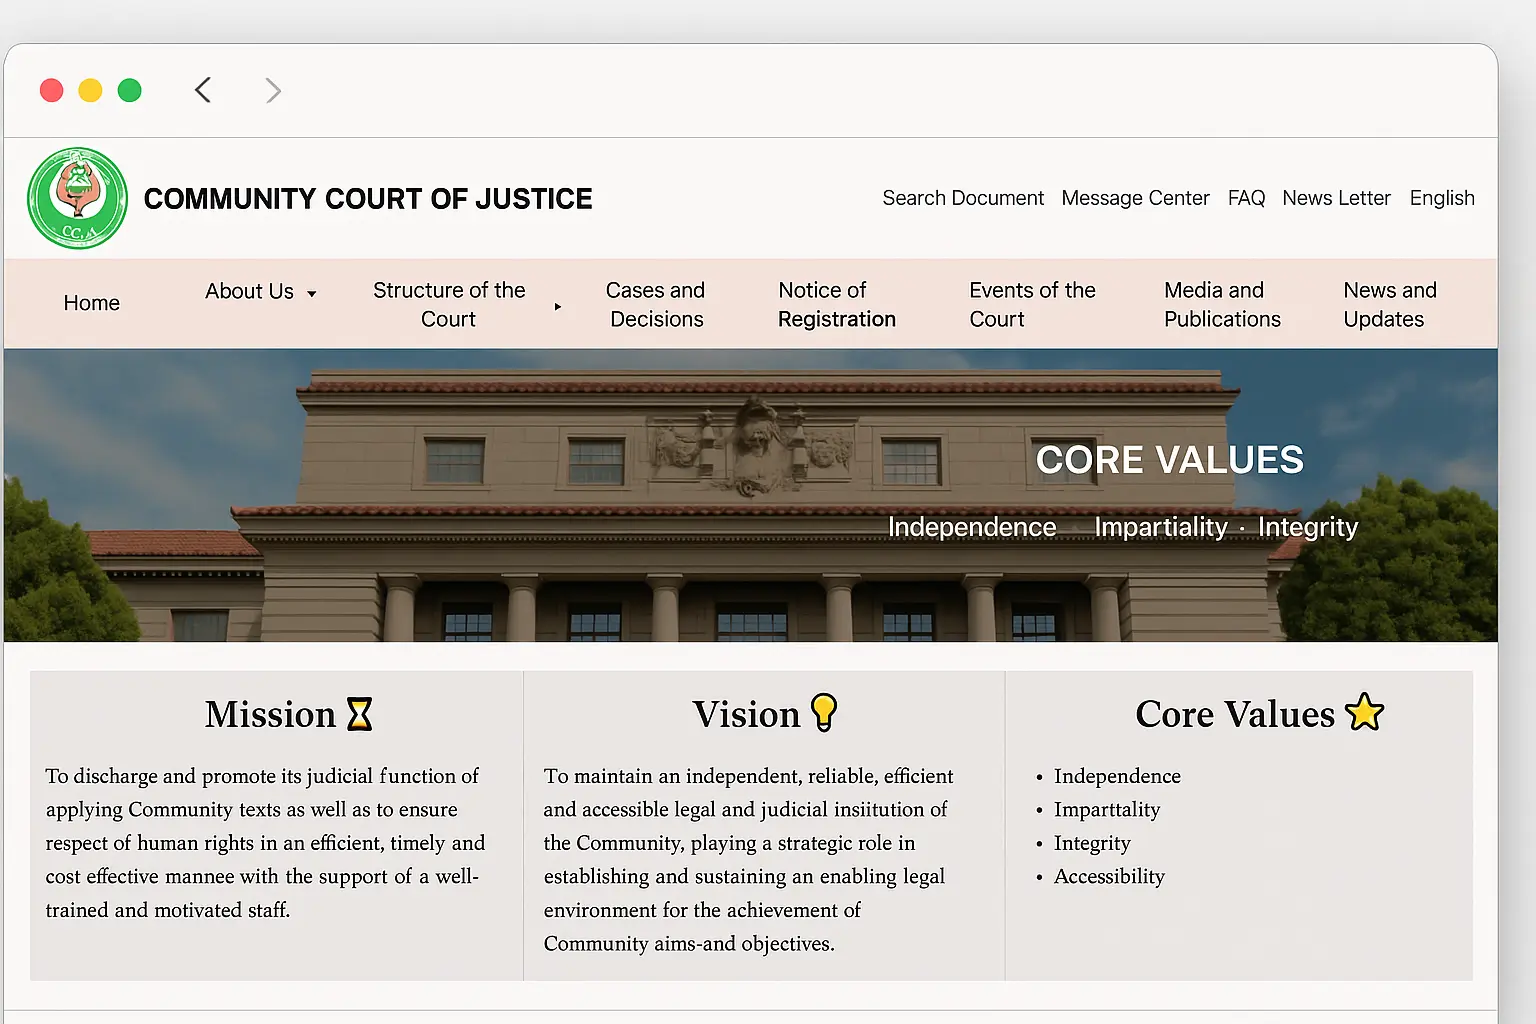 COMMUNITY COURT OF JUSTICE
Search Document Message Center FAQ News Letter English
Home
About Us
Structure of the
Court
Cases and
Decisions
Notice of
Registration
Events of the
Court
Media and
Publications
News and
Updates
CORE VALUES
Independence Impartiality · Integrity
Mission
To discharge and promote its judicial function of
applying Community texts as well as to ensure
respect of human rights in an efficient, timely and
cost effective mannee with the support of a well-
trained and motivated staff.
Vision
To maintain an independent, reliable, efficient
and accessible legal and judicial insiitution of
the Community, playing a strategic role in
establishing and sustaining an enabling legal
environment for the achievement of
Community aims-and objectives.
Core Values
• Independence
• Imparttality
• Integrity
• Accessibility